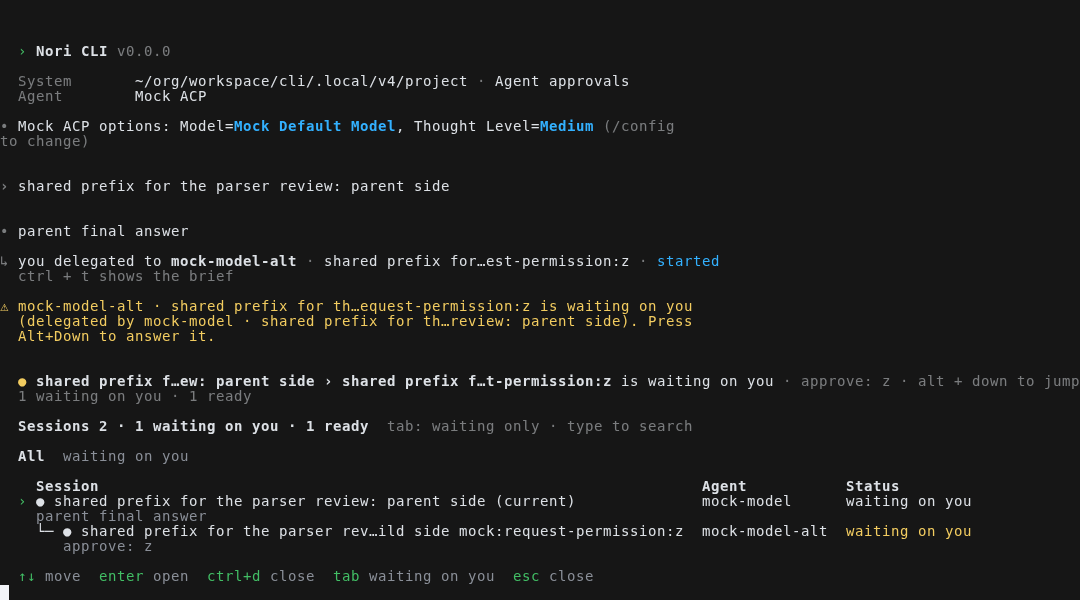 › Nori CLI v0.0.0
System ~/org/workspace/cli/.local/v4/project · Agent approvals
Agent Mock ACP
• Mock ACP options: Model=Mock Default Model, Thought Level=Medium (/config
to change)
› shared prefix for the parser review: parent side
• parent final answer
↳ you delegated to mock-model-alt · shared prefix for…est-permission:z · started
ctrl + t shows the brief
⚠ mock-model-alt · shared prefix for th…equest-permission:z is waiting on you
(delegated by mock-model · shared prefix for th…review: parent side). Press
Alt+Down to answer it.
● shared prefix f…ew: parent side › shared prefix f…t-permission:z is waiting on you · approve: z · alt + down to jump
1 waiting on you · 1 ready
Sessions 2 · 1 waiting on you · 1 ready tab: waiting only · type to search
All waiting on you
Session Agent Status
› ● shared prefix for the parser review: parent side (current) mock-model waiting on you
parent final answer
└─ ● shared prefix for the parser rev…ild side mock:request-permission:z mock-model-alt waiting on you
approve: z
↑↓ move enter open ctrl+d close tab waiting on you esc close